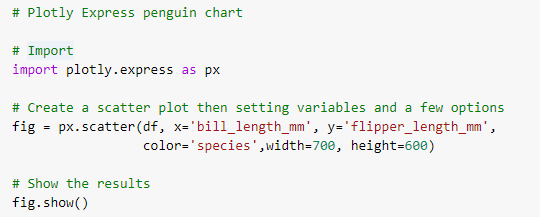 # Plotly Express penguin chart
# Import
import plotly.express as px
# Create a scatter plot then setting variables and a few options
fig = px.scatter(df, x='bill_length_mm', y='flipper_length_mm',
color='species',width=700, height=600)
# Show the results
fig.show()